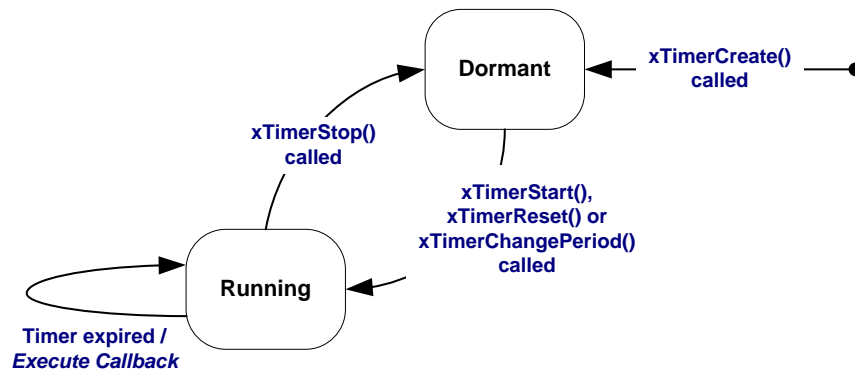 Dormant
xTimerCreate()
called
xTimerStop()
called
xTimerStart(),
xTimerReset() or
xTimerChangePeriod()
called
Running
Timer expired /
Execute Callback